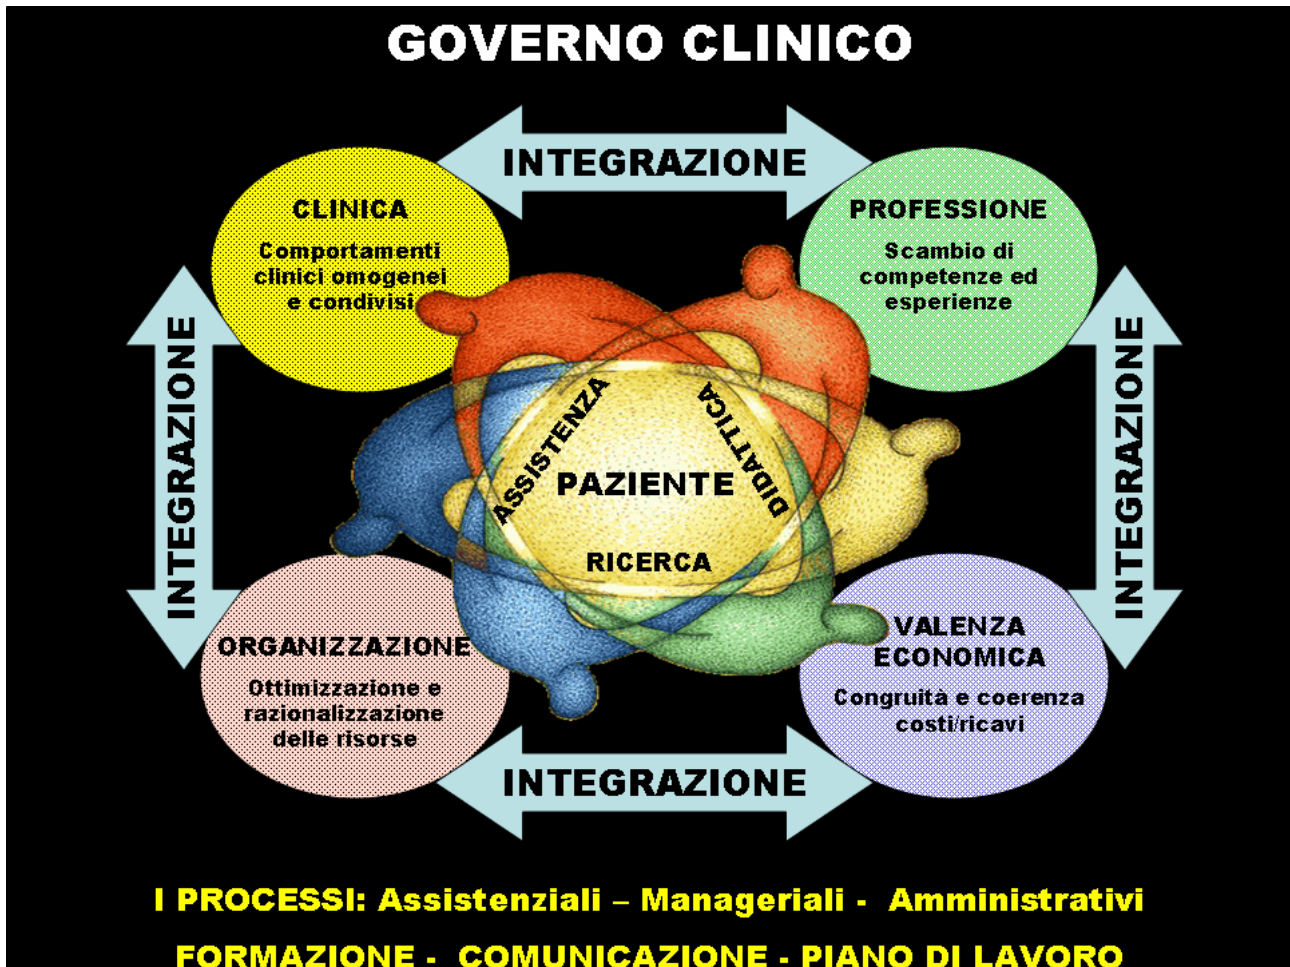 GOVERNO CLINICO
INTEGRAZIONE
CLINICA
Comportamenti
clinici omogenei
e condivisi
PROFESSIONE
Scambio di
competenze ed
esperienze
INTEGRAZIONE
INTEGRAZIONE
ASSISTENZA
DIDATTICA
PAZIENTE
RICERCA
ORGANIZZAZIONE
Ottimizzazione e
razionalizzazione
delle risorse
VALENZA
ECONOMICA
Congruità e coerenza
costi/ricavi
INTEGRAZIONE
I PROCESSI: Assistenziali – Manageriali - Amministrativi
FORMAZIONE - COMUNICAZIONE - PIANO DI LAVORO